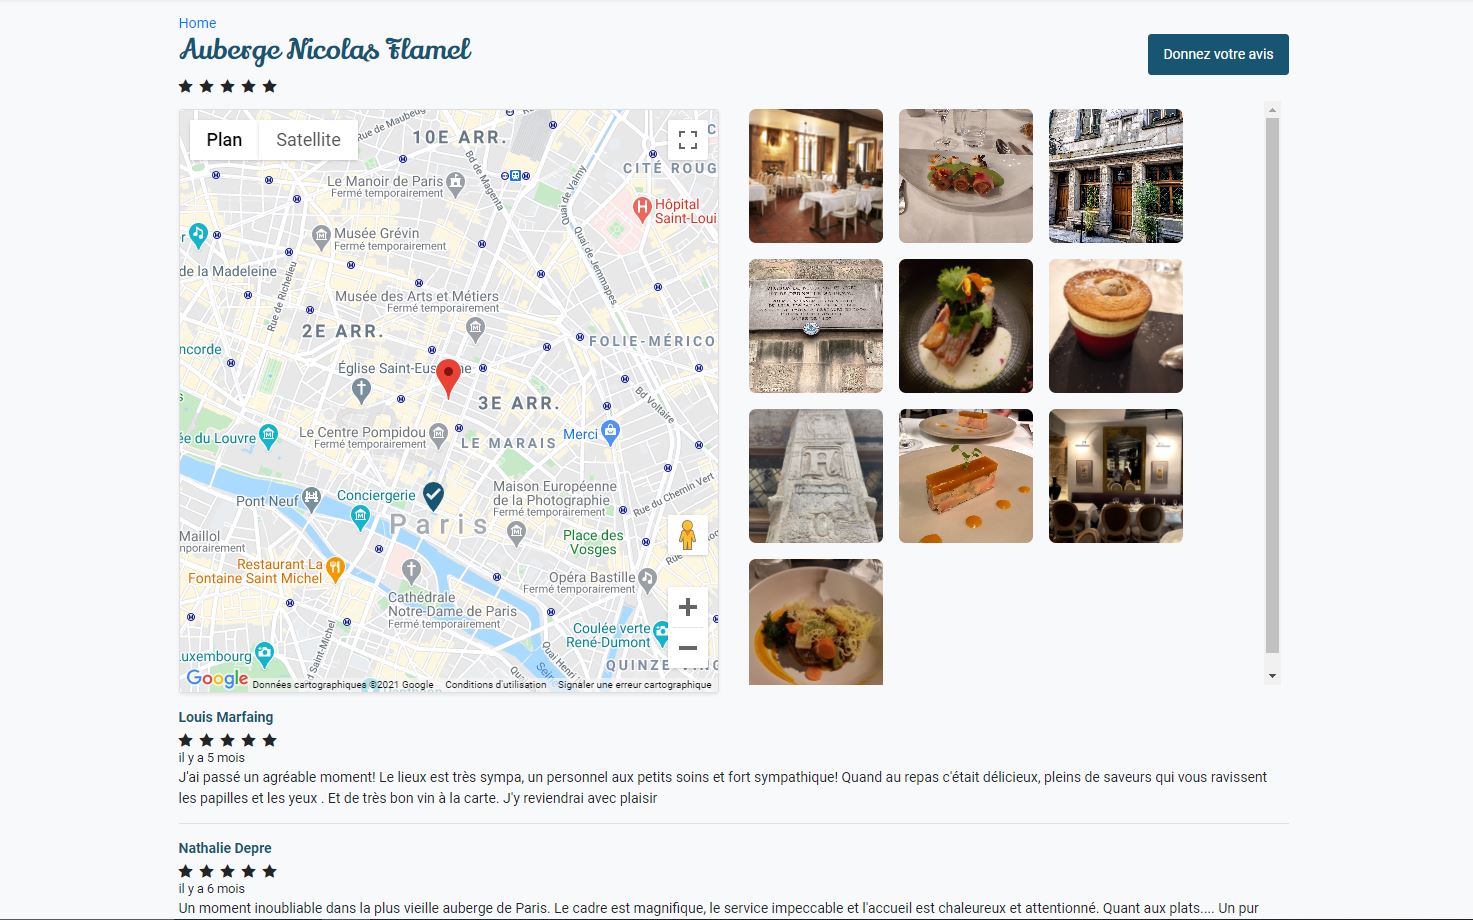 Home
Auberge Nicolas Flamel
Donnez votre avis
Plan
Satellite
Rue de Maubeug
10E ARR.
Bd de Magenta
Quai de Valmy
CITÉ ROUG
Le Manoir de Paris
Fermé temporairement
Hôpital
Saint-Loui
Musée Grévin
Fermé temporairement
Quai de Jemmapes
de la Madeleine
Rue de Richelieu
Musée des Arts et Métiers
Fermé temporairement
2E ARR.
FOLIE-MÉRICO
ncorde
Église Saint-Eus
ne
3E ARR.
Bd Voltaire
ée du Louvre
Le Centre Pompidou
Fermé temporairement
LE MARAIS
Merci
Pont Neuf
Conciergerie
Maison Européenne
de la Photographie
Fermé temporairement
Rue du Chemin Vert
Paris
Maillol
nporairement
Place des
Vosges
Restaurant La
Fontaine Saint Michel
Opéra Bastille
Fermé temporairement
Cathédrale
Notre-Dame de Paris
Fermé temporairement
Coulée verte
René-Dumont
uxembourg
d Saint-Michel
Quai Henri
Sein
QUINZE
Google
Données cartographiques ©2021 Google
Conditions d'utilisation
Signaler une erreur cartographique
Louis Marfaing
il y a 5 mois
J'ai passé un agréable moment! Le lieux est très sympa, un personnel aux petits soins et fort sympathique! Quand au repas c'était délicieux, pleins de saveurs qui vous ravissent
les papilles et les yeux . Et de très bon vin à la carte. J'y reviendrai avec plaisir
Nathalie Depre
il y a 6 mois
Un moment inoubliable dans la plus vieille auberge de Paris. Le cadre est magnifique, le service impeccable et l'accueil est chaleureux et attentionné. Quant aux plats.... Un pur